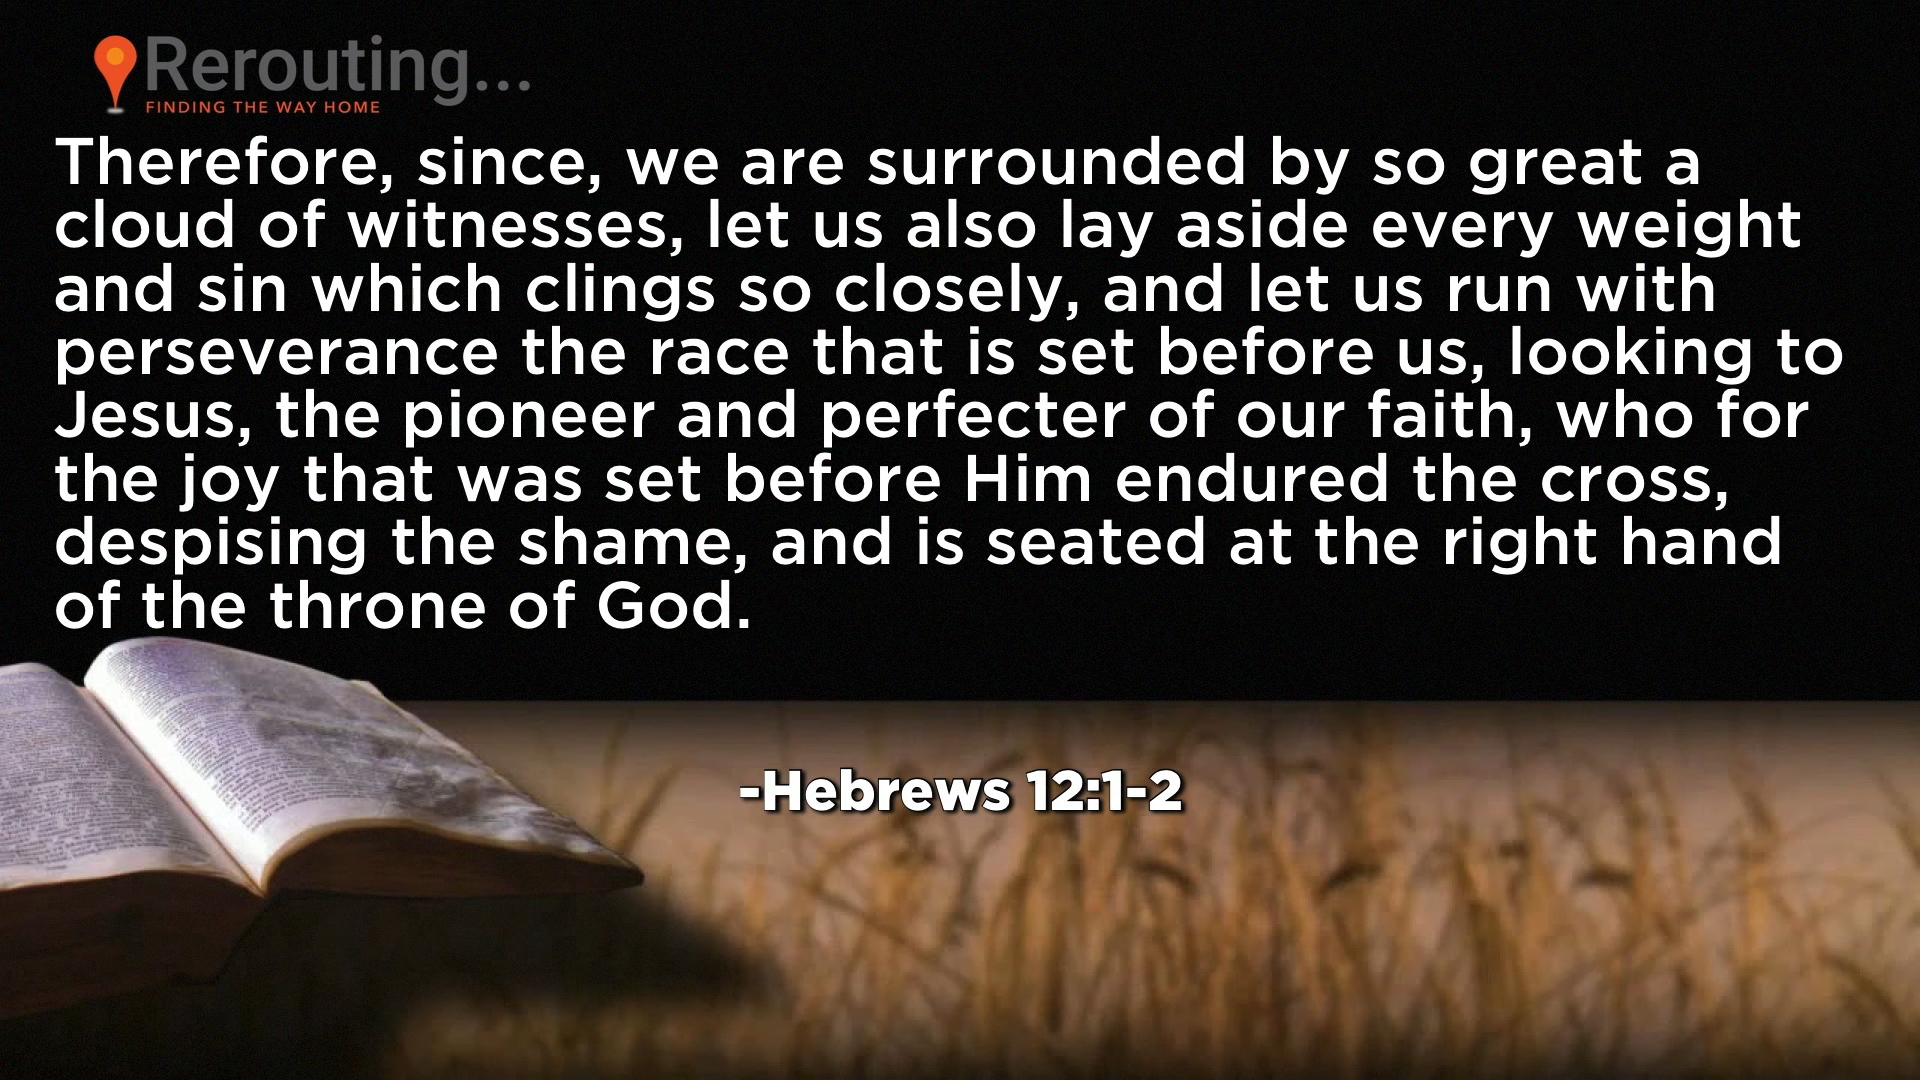 Rerouting...
FINDING THE WAY HOME
Therefore, since, we are surrounded by so great a
cloud of witnesses, let us also lay aside every weight
and sin which clings so closely, and let us run with
perseverance the race that is set before us, looking to
Jesus, the pioneer and perfecter of our faith, who for
the joy that was set before Him endured the cross,
despising the shame, and is seated at the right hand
of the throne of God.
-Hebrews 12:1-2